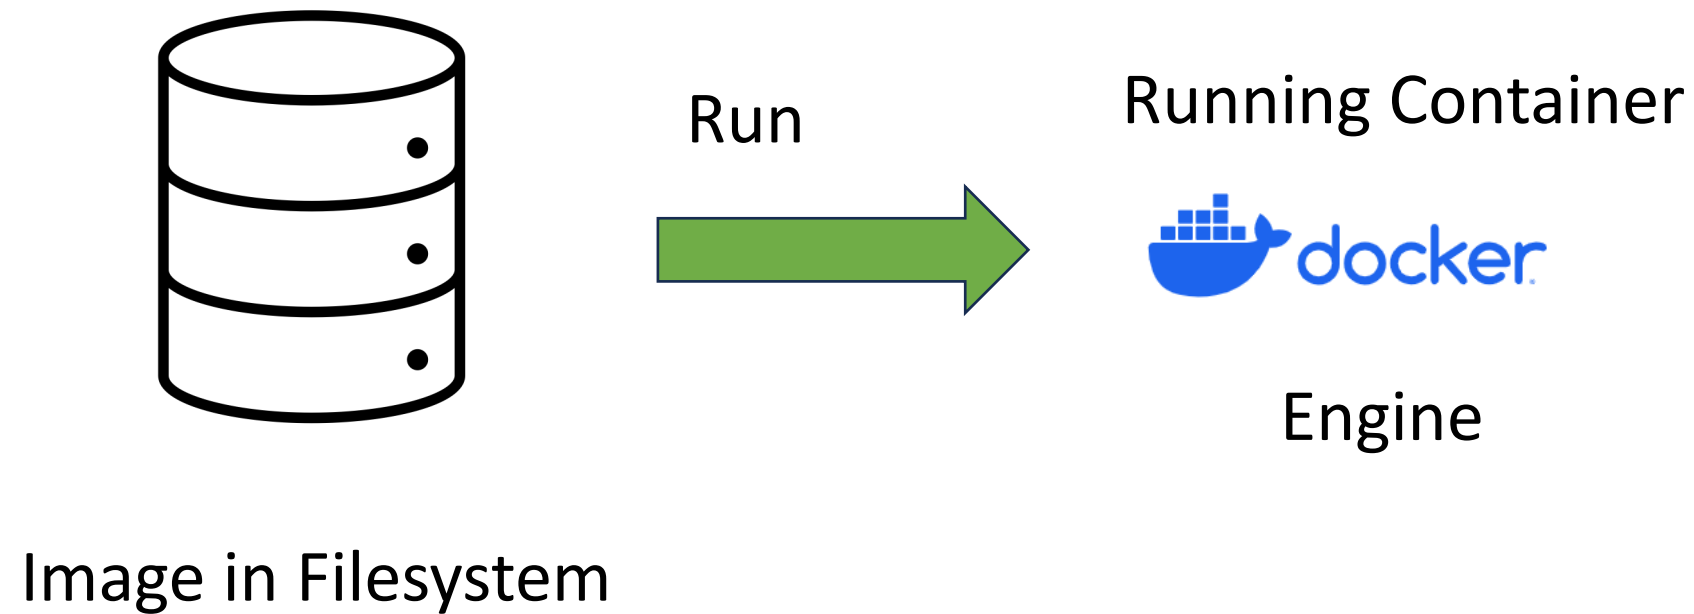 Run
Running Container
docker
Engine
Image in Filesystem